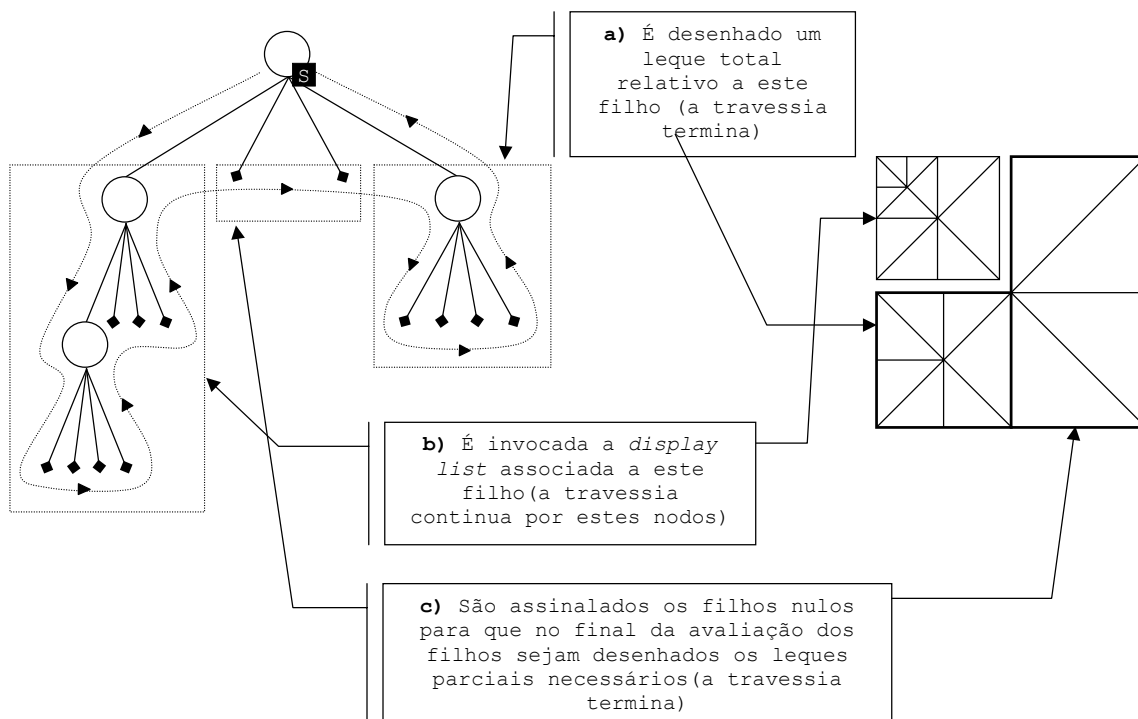 S
a) É desenhado um
leque total
relativo a este
filho (a travessia
termina)
b) É invocada a display
list associada a este
filho(a travessia
continua por estes nodos)
c) São assinalados os filhos nulos
para que no final da avaliação dos
filhos sejam desenhados os leques
parciais necessários(a travessia
termina)